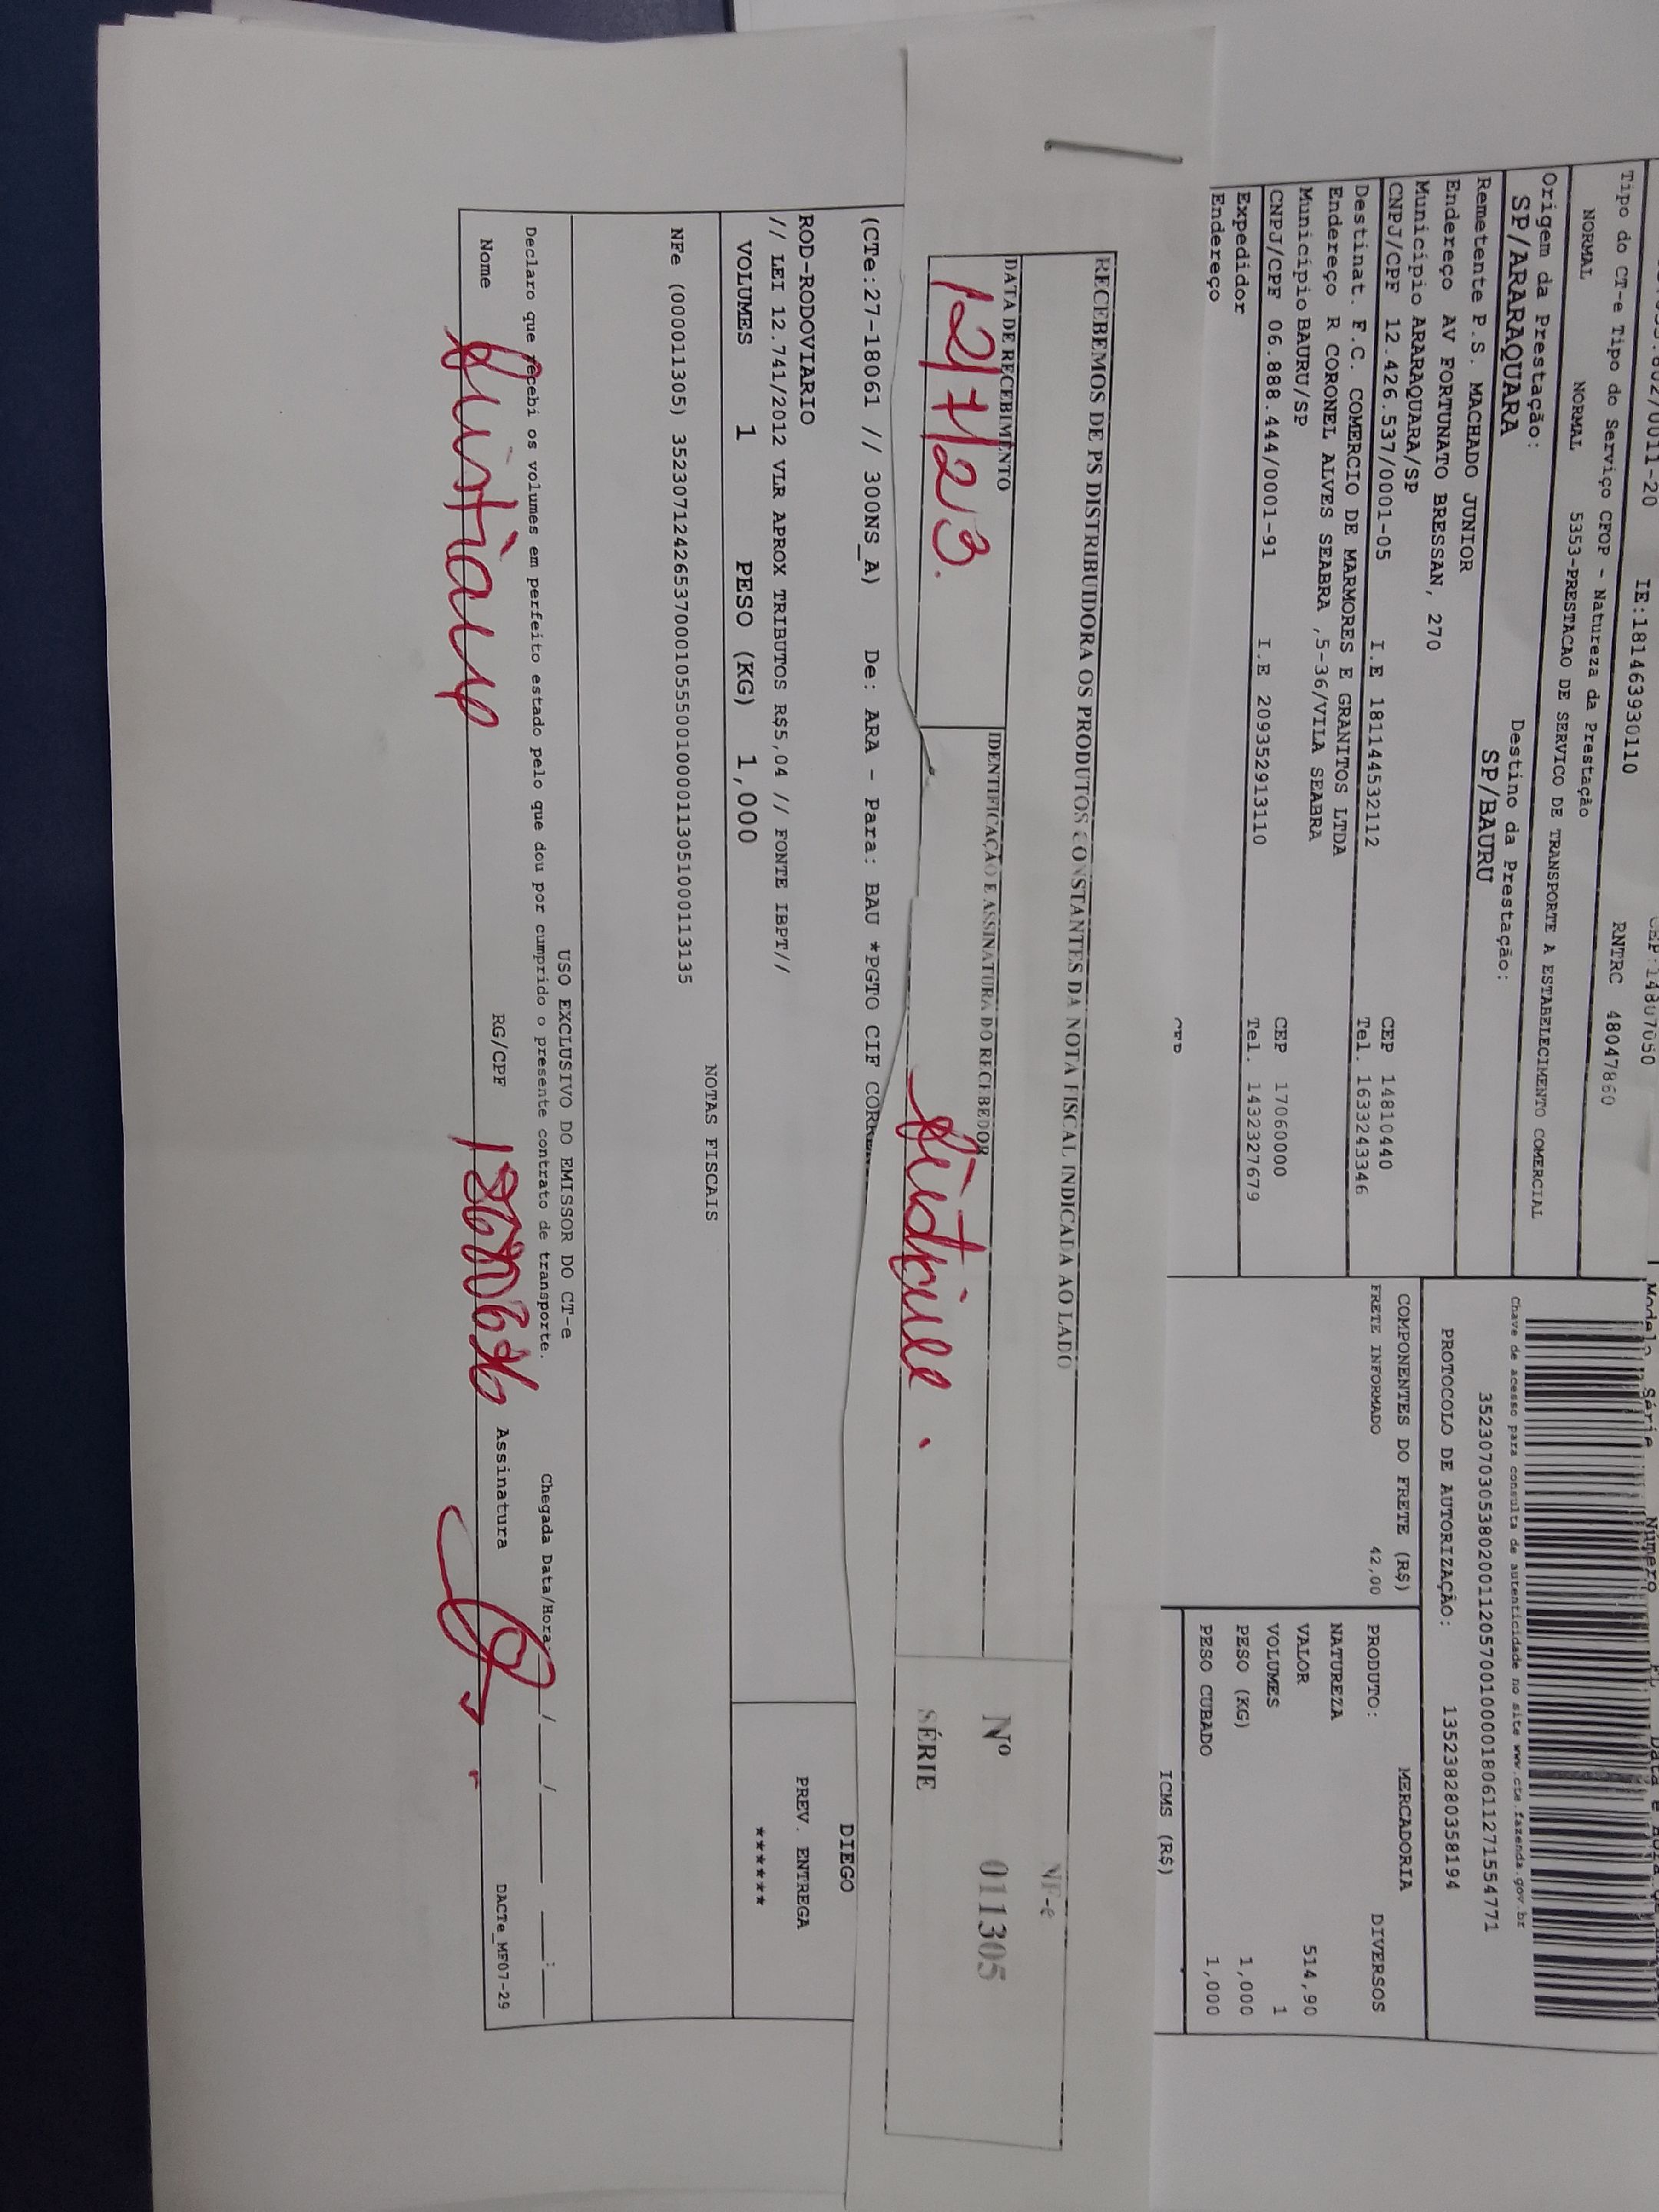 IE:181463930110
Tipo do CT-e Tipo do Serviço CFOP - Natureza da Prestação RNTRC 48047860
NORMAL NORMAL 5353-PRESTACAO DE SERVICO DE TRANSPORTE A ESTABELECIMENTO COMERCIAL
Origem da Prestação: Destino da Prestação:
SP/ARARAQUARA SP/BAURU
Remetente P.S. MACHADO JUNIOR
Endereço AV FORTUNATO BRESSAN, 270
Município ARARAQUARA/SP CEP 14810440
CNPJ/CPF 12.426.537/0001-05 I.E 181144532112 Tel. 1633243346
Destinat. F.C. COMERCIO DE MARMORES E GRANITOS LTDA
Endereço R CORONEL ALVES SEABRA ,5-36/VILA SEABRA
Município BAURU/SP CEP 17060000
CNPJ/CPF 06.888.444/0001-91 I.E 209352913110 Tel. 1432327679
Expedidor
Endereço
Modelo Série Número
Chave de acesso para consulta de autenticidade no site www.cte.fazenda.gov.br
35230703053802001120570010000180611271554771
PROTOCOLO DE AUTORIZAÇÃO: 135238280358194
COMPONENTES DO FRETE (R$) MERCADORIA
FRETE INFORMADO 42,00
PRODUTO: DIVERSOS
NATUREZA
VALOR 514,90
VOLUMES 1
PESO (KG) 1,000
PESO CUBADO 1,000
ICMS (R$)
RECEBEMOS DE PS DISTRIBUIDORA OS PRODUTOS CONSTANTES DA NOTA FISCAL INDICADA AO LADO
NF-e
DATA DE RECEBIMENTO IDENTIFICAÇÃO E ASSINATURA DO RECEBEDOR
Nº 011305
12/7/23.
SÉRIE
(CTe:27-18061 // 300NS_A) De: ARA - Para: BAU *PGTO CIF
DIEGO
ROD-RODOVIARIO
PREV. ENTREGA
// LEI 12.741/2012 VLR APROX TRIBUTOS R$5,04 // FONTE IBPT//
******
VOLUMES 1 PESO (KG) 1,000
NOTAS FISCAIS
NFe (000011305) 35230712426537000105550010000113051000113135
USO EXCLUSIVO DO EMISSOR DO CT-e
Declaro que recebi os volumes em perfeito estado pelo que dou por cumprido o presente contrato de transporte. Chegada Data/Hora
Nome RG/CPF Assinatura DACTe_MF07-29